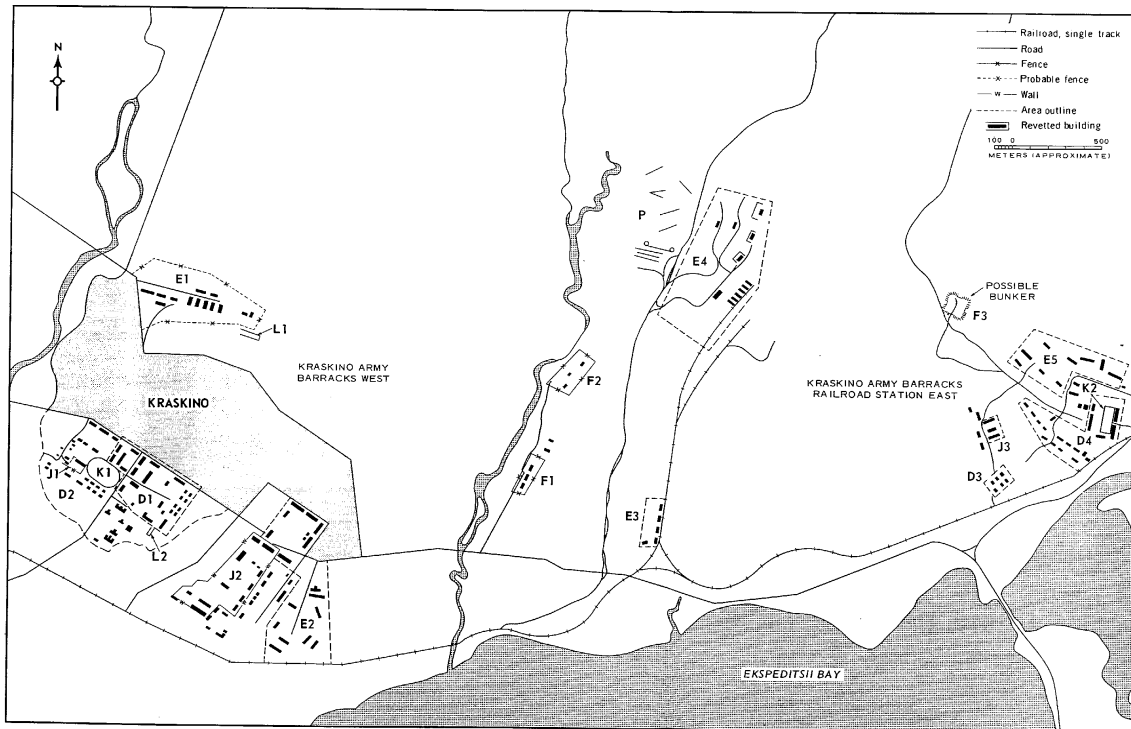 N
Railroad, single track
Road
Fence
Probable fence
W Wall
Area outline
Revetted building
100 0 500
METERS (APPROXIMATE)
P
E4
E1
L1
POSSIBLE
BUNKER
F3
KRASKINO ARMY
BARRACKS WEST
F2
KRASKINO ARMY BARRACKS
RAILROAD STATION EAST
E5
K2
KRASKINO
J3
D4
J1
K1
D2
D1
F1
D3
L2
E3
J2
E2
EKSPEDITSII BAY